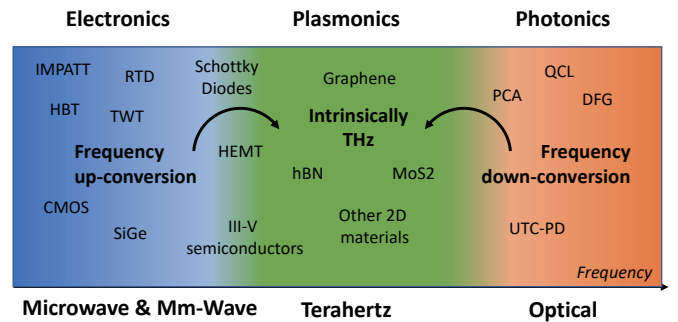 Electronics
Plasmonics
Photonics
IMPATT
RTD
Schottky
Diodes
Graphene
QCL
PCA
DFG
HBT
TWT
Intrinsically
THz
Frequency
up-conversion
HEMT
hBN
MoS2
Frequency
down-conversion
CMOS
SiGe
III-V
semiconductors
Other 2D
materials
UTC-PD
Frequency
Microwave & Mm-Wave
Terahertz
Optical